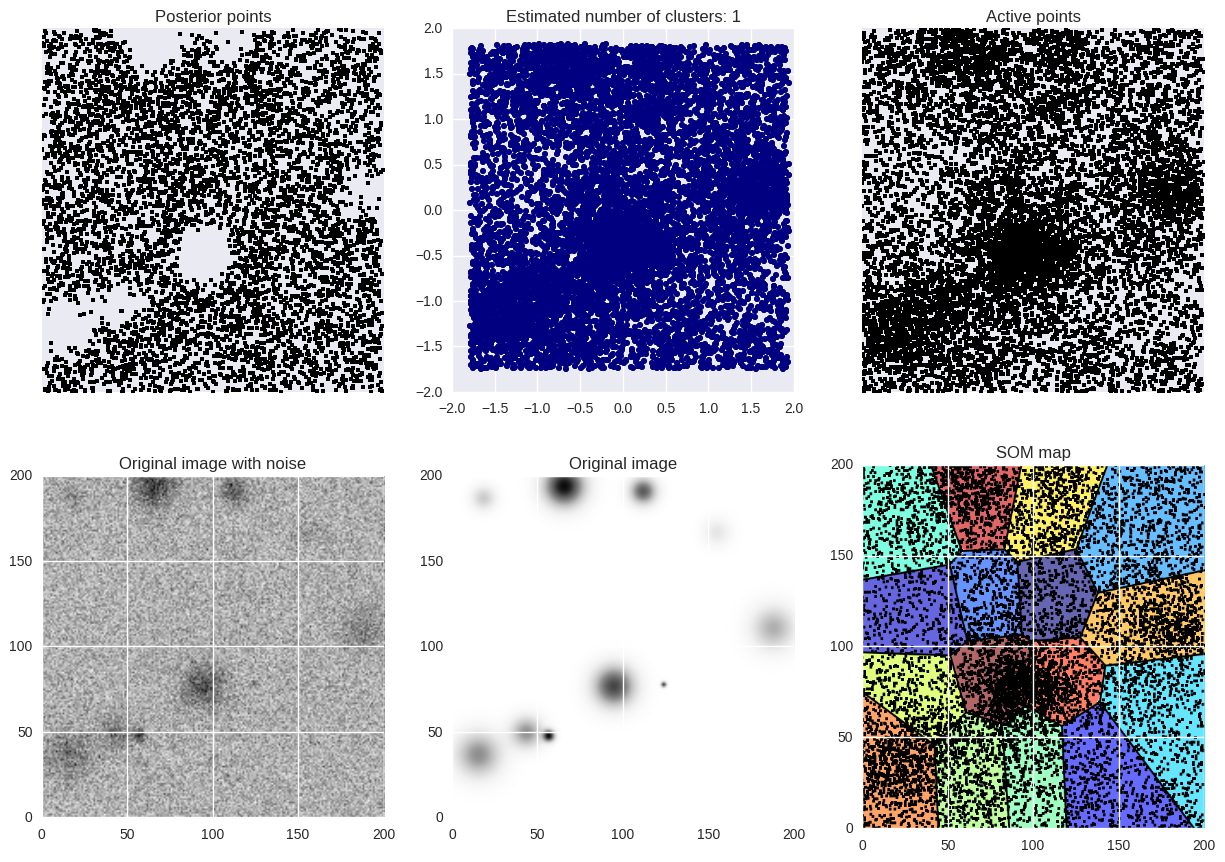 Posterior points
Estimated number of clusters: 1
Active points
2.0
1.5
1.0
0.5
0.0
−0.5
−1.0
−1.5
−2.0
−2.0 −1.5 −1.0 −0.5 0.0 0.5 1.0 1.5 2.0
Original image with noise
Original image
SOM map
200
150
100
50
0
0 50 100 150 200
200
150
100
50
0
0 50 100 150 200
200
150
100
50
0
0 50 100 150 200